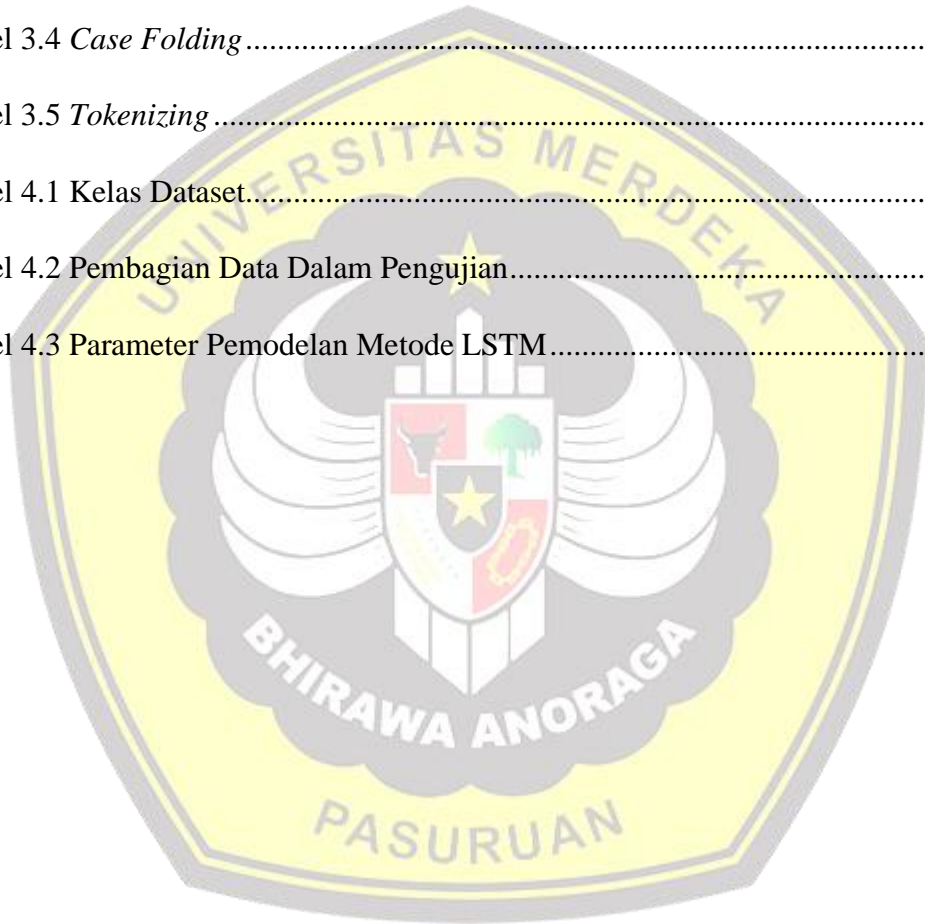 el 3.4 Case Folding....................................................................................
el 3.5 Tokenizing........................................................................................
el 4.1 Kelas Dataset....................................................................................
el 4.2 Pembagian Data Dalam Pengujian...................................................
el 4.3 Parameter Pemodelan Metode LSTM..............................................
UNIVERSITAS MERDEKA
BHIRAWA ANORAGA
PASURUAN